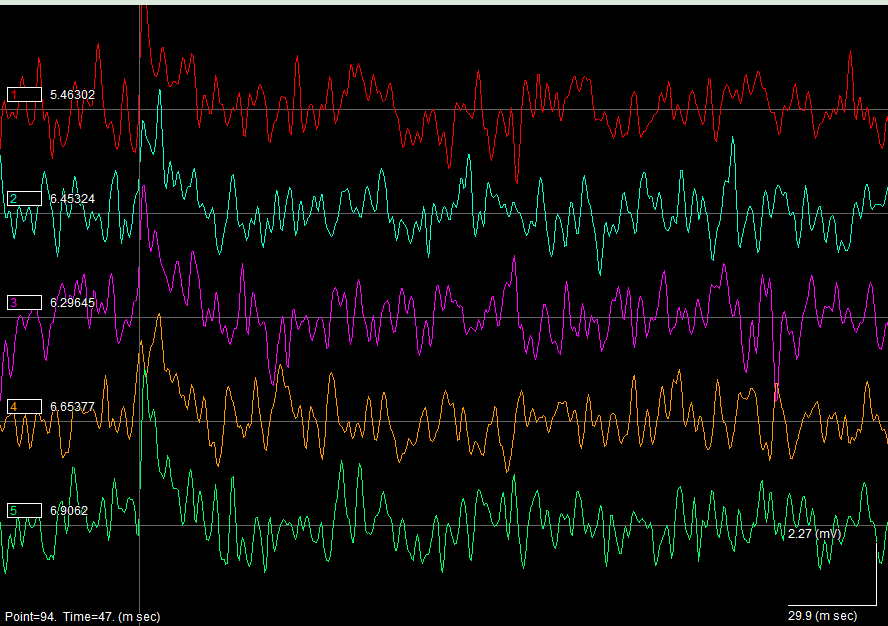 1 5.46302
2 6.45324
3 6.29645
4 6.65377
5 6.9062
2.27 (mV)
Point=94. Time=47. (m sec)
29.9 (m sec)